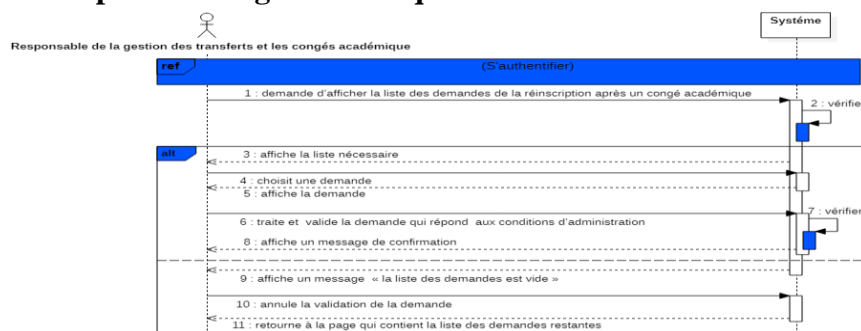 Systéme
Responsable de la gestion des transferts et les congés académique
ref
(S'authentifier)
1 : demande d'afficher la liste des demandes de la réinscription après un congé académique
2 : vérifie
alt
3 : affiche la liste nécessaire
4 : choisit une demande
5 : affiche la demande
7 : vérifier
6 : traite et valide la demande qui répond aux conditions d'administration
8 : affiche un message de confirmation
9 : affiche un message « la liste des demandes est vide »
10 : annule la validation de la demande
11 : retourne à la page qui contient la liste des demandes restantes